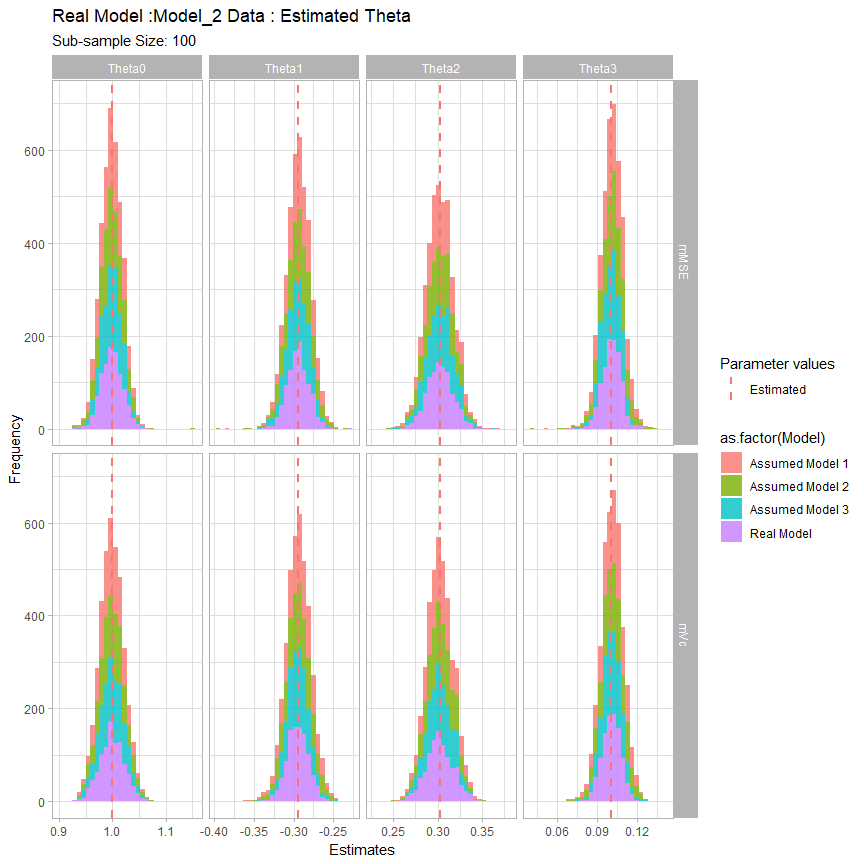 Real Model :Model_2 Data : Estimated Theta
Sub-sample Size: 100
Theta0 Theta1 Theta2 Theta3
600
400
200
0
mMSE
600
400
200
0
mVc
Frequency
0.9 1.0 1.1 -0.40 -0.35 -0.30 -0.25 0.25 0.30 0.35 0.06 0.09 0.12
Estimates
Parameter values
Estimated
as.factor(Model)
Assumed Model 1
Assumed Model 2
Assumed Model 3
Real Model